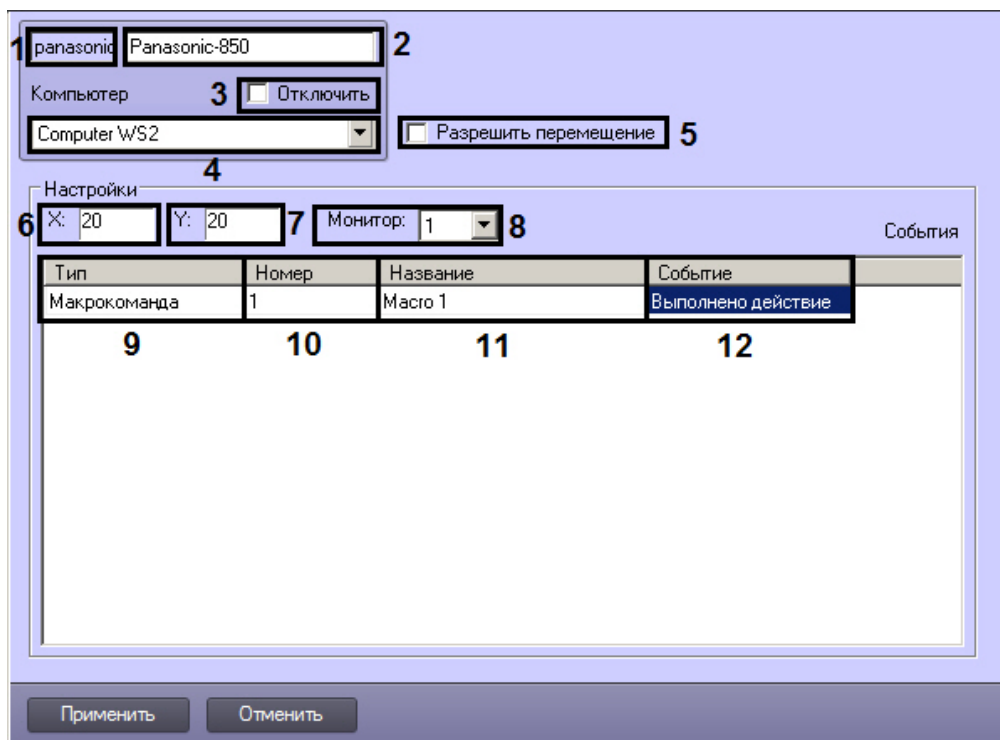 1 panasonic Panasonic-850 2
Компьютер 3 Отключить
Computer WS2 Разрешить перемещение 5
4
Настройки
6 X: 20 Y: 20 7 Монитор: 1 8 События
Тип Номер Название Событие
Макрокоманда 1 Macro 1 Выполнено действие
9 10 11 12
Применить Отменить